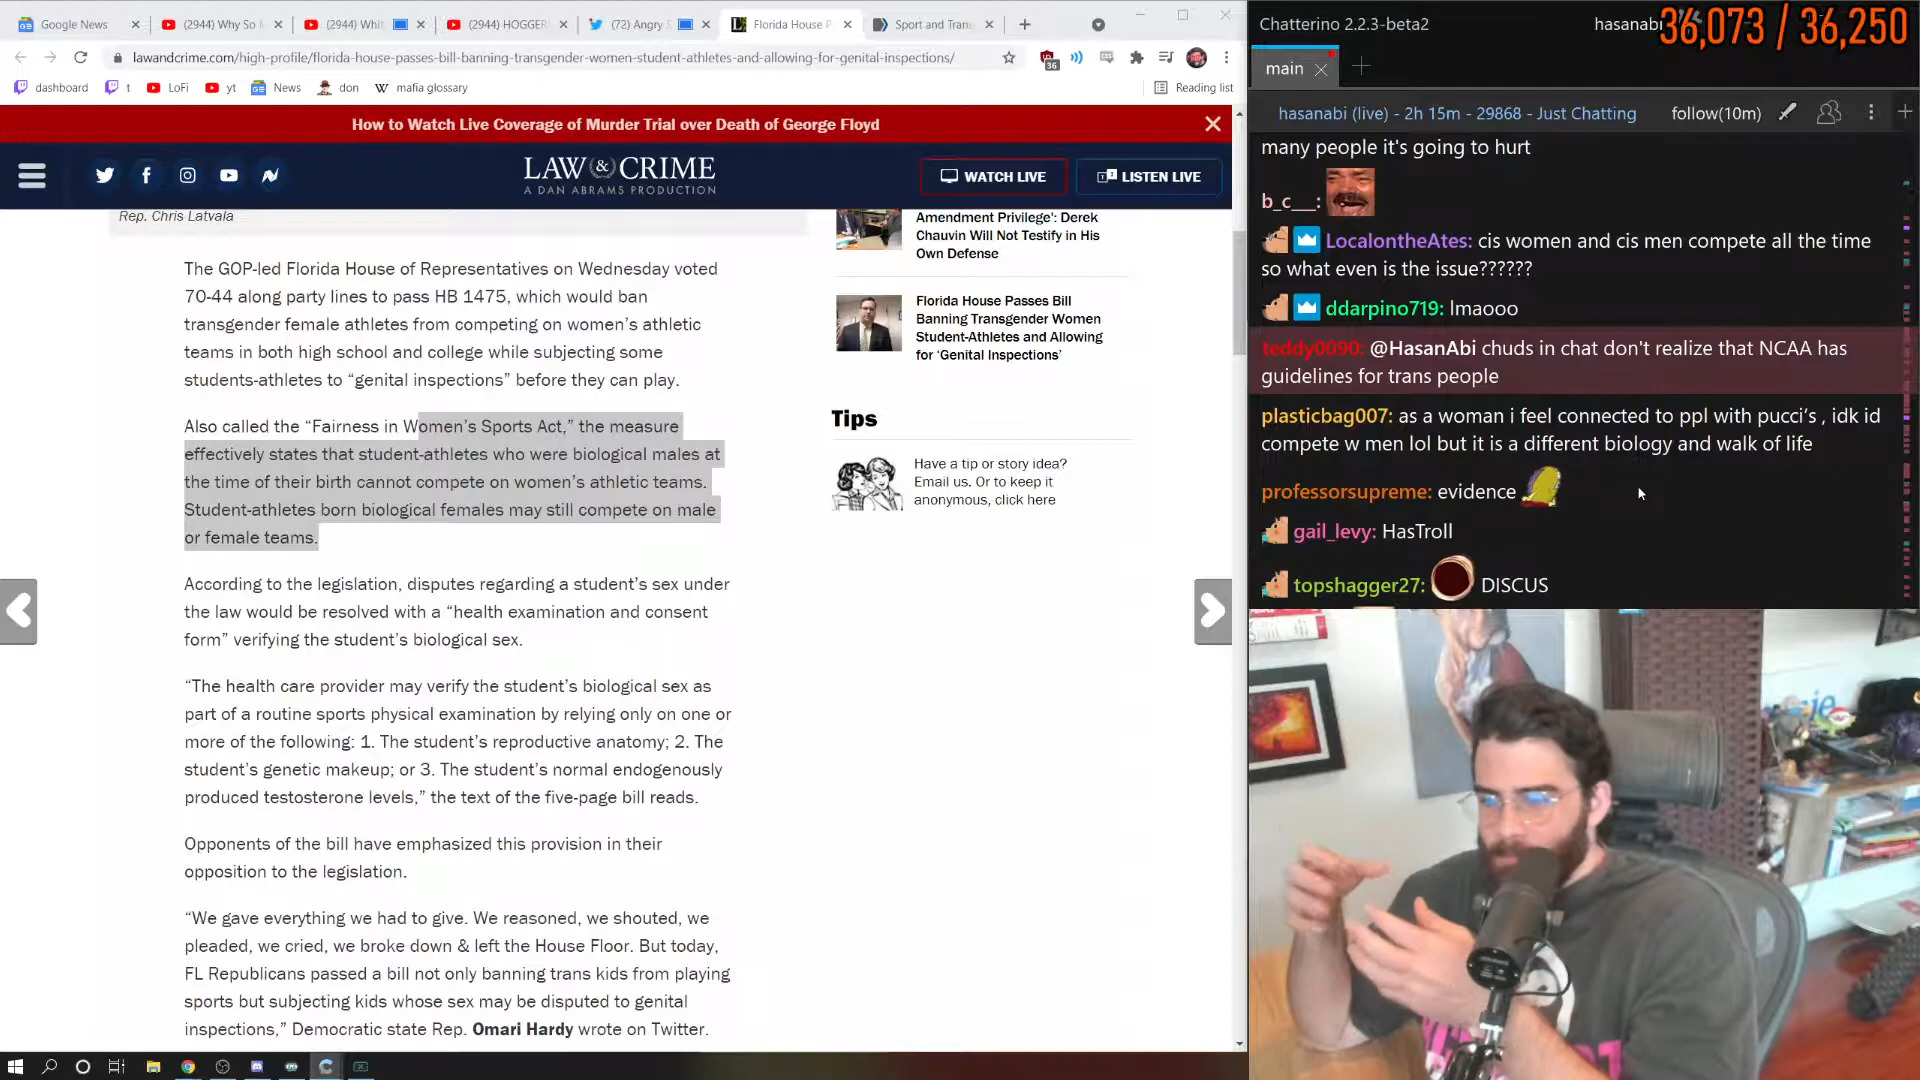 Google News
(2944) Why So
(2944) Whit
(2944) HOGGER
(72) Angry
Florida House P
Sport and Tran
lawandcrime.com/high-profile/florida-house-passes-bill-banning-transgender-women-student-athletes-and-allowing-for-genital-inspections/
36
dashboard
t
LoFi
yt
News
don
mafia glossary
Reading list
How to Watch Live Coverage of Murder Trial over Death of George Floyd
LAW & CRIME
A DAN ABRAMS PRODUCTION
WATCH LIVE
LISTEN LIVE
Rep. Chris Latvala
The GOP-led Florida House of Representatives on Wednesday voted
70-44 along party lines to pass HB 1475, which would ban
transgender female athletes from competing on women’s athletic
teams in both high school and college while subjecting some
students-athletes to “genital inspections” before they can play.
Also called the “Fairness in Women’s Sports Act,” the measure
effectively states that student-athletes who were biological males at
the time of their birth cannot compete on women’s athletic teams.
Student-athletes born biological females may still compete on male
or female teams.
According to the legislation, disputes regarding a student’s sex under
the law would be resolved with a “health examination and consent
form” verifying the student’s biological sex.
“The health care provider may verify the student’s biological sex as
part of a routine sports physical examination by relying only on one or
more of the following: 1. The student’s reproductive anatomy; 2. The
student’s genetic makeup; or 3. The student’s normal endogenously
produced testosterone levels,” the text of the five-page bill reads.
Opponents of the bill have emphasized this provision in their
opposition to the legislation.
“We gave everything we had to give. We reasoned, we shouted, we
pleaded, we cried, we broke down & left the House Floor. But today,
FL Republicans passed a bill not only banning trans kids from playing
sports but subjecting kids whose sex may be disputed to genital
inspections,” Democratic state Rep. Omari Hardy wrote on Twitter.
Amendment Privilege’: Derek
Chauvin Will Not Testify in His
Own Defense
Florida House Passes Bill
Banning Transgender Women
Student-Athletes and Allowing
for ‘Genital Inspections’
Tips
Have a tip or story idea?
Email us. Or to keep it
anonymous, click here
Chatterino 2.2.3-beta2
hasanabi
36,073 / 36,250
main
hasanabi (live) - 2h 15m - 29868 - Just Chatting
follow(10m)
many people it's going to hurt
b_c__:
LocalontheAtes: cis women and cis men compete all the time
so what even is the issue??????
ddarpino719: lmaooo
teddy0090: @HasanAbi chuds in chat don't realize that NCAA has
guidelines for trans people
plasticbag007: as a woman i feel connected to ppl with pucci’s , idk id
compete w men lol but it is a different biology and walk of life
professorsupreme: evidence
gail_levy: HasTroll
topshagger27: DISCUS